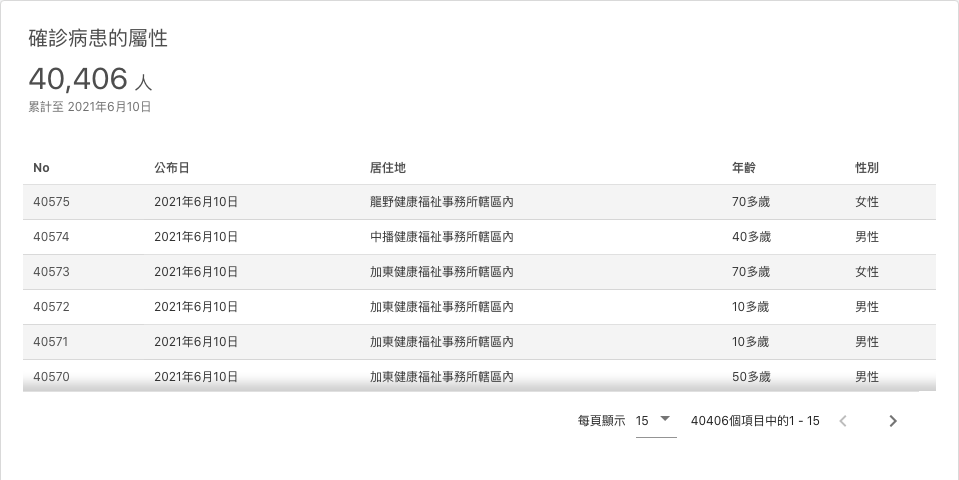 確診病患的屬性
40,406 人
累計至 2021年6月10日
No 公布日 居住地 年齡 性別
40575 2021年6月10日 龍野健康福祉事務所轄區內 70多歲 女性
40574 2021年6月10日 中播健康福祉事務所轄區內 40多歲 男性
40573 2021年6月10日 加東健康福祉事務所轄區內 70多歲 女性
40572 2021年6月10日 加東健康福祉事務所轄區內 10多歲 男性
40571 2021年6月10日 加東健康福祉事務所轄區內 10多歲 男性
40570 2021年6月10日 加東健康福祉事務所轄區內 50多歲 男性
每頁顯示 15 40406個項目中的1 - 15